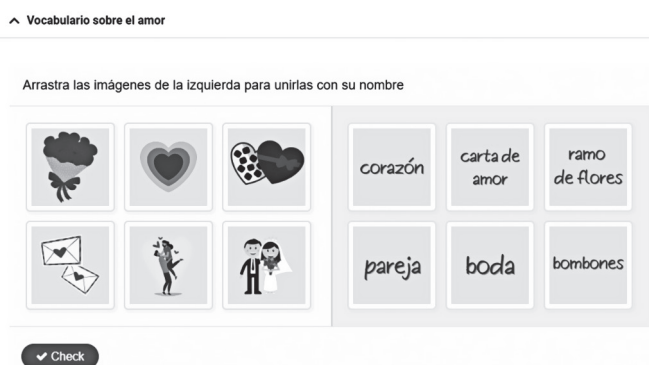 Vocabulario sobre el amor
Arrastra las imágenes de la izquierda para unirlas con su nombre
corazón
carta de
amor
ramo
de flores
pareja
boda
bombones
Check